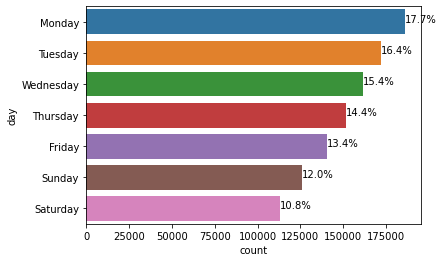 Monday 17.7%
Tuesday 16.4%
Wednesday 15.4%
Thursday 14.4%
day
Friday 13.4%
Sunday 12.0%
Saturday 10.8%
0 25000 50000 75000 100000 125000 150000 175000
count